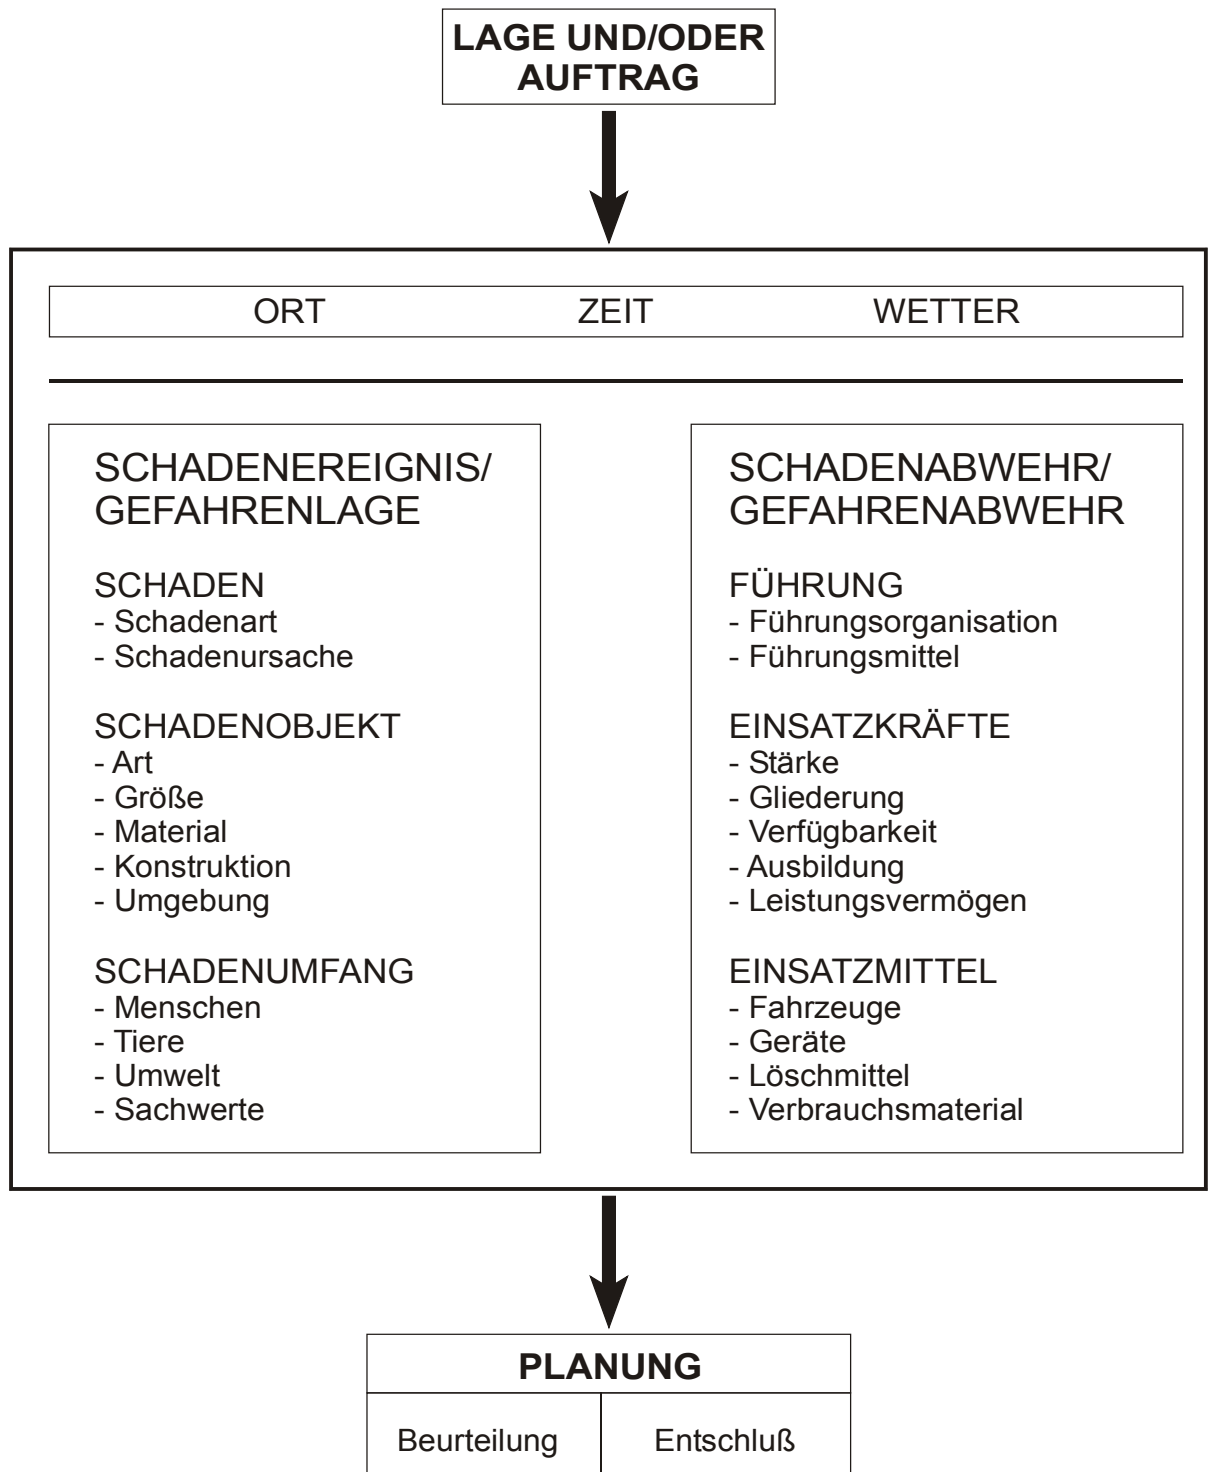 LAGE UND/ODER
AUFTRAG
ORT ZEIT WETTER
SCHADENEREIGNIS/
GEFAHRENLAGE
SCHADEN
- Schadenart
- Schadenursache
SCHADENOBJEKT
- Art
- Größe
- Material
- Konstruktion
- Umgebung
SCHADENUMFANG
- Menschen
- Tiere
- Umwelt
- Sachwerte
SCHADENABWEHR/
GEFAHRENABWEHR
FÜHRUNG
- Führungsorganisation
- Führungsmittel
EINSATZKRÄFTE
- Stärke
- Gliederung
- Verfügbarkeit
- Ausbildung
- Leistungsvermögen
EINSATZMITTEL
- Fahrzeuge
- Geräte
- Löschmittel
- Verbrauchsmaterial
PLANUNG
Beurteilung Entschluß